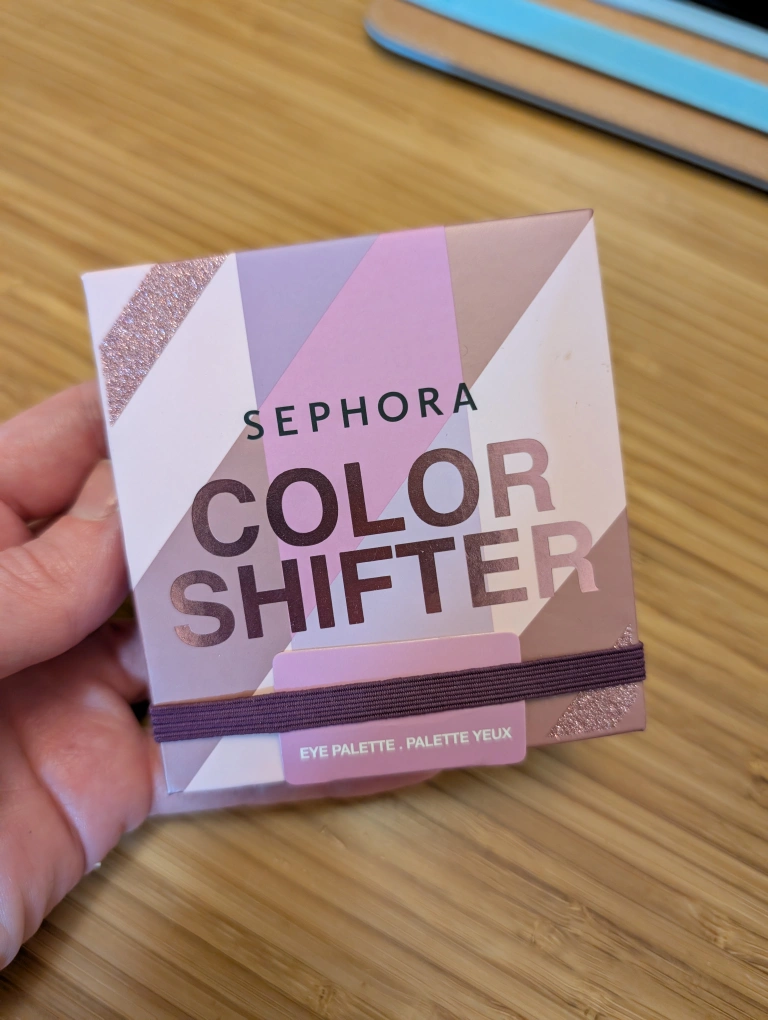 SEPHORA
COLOR
SHIFTER
EYE PALETTE . PALETTE YEUX